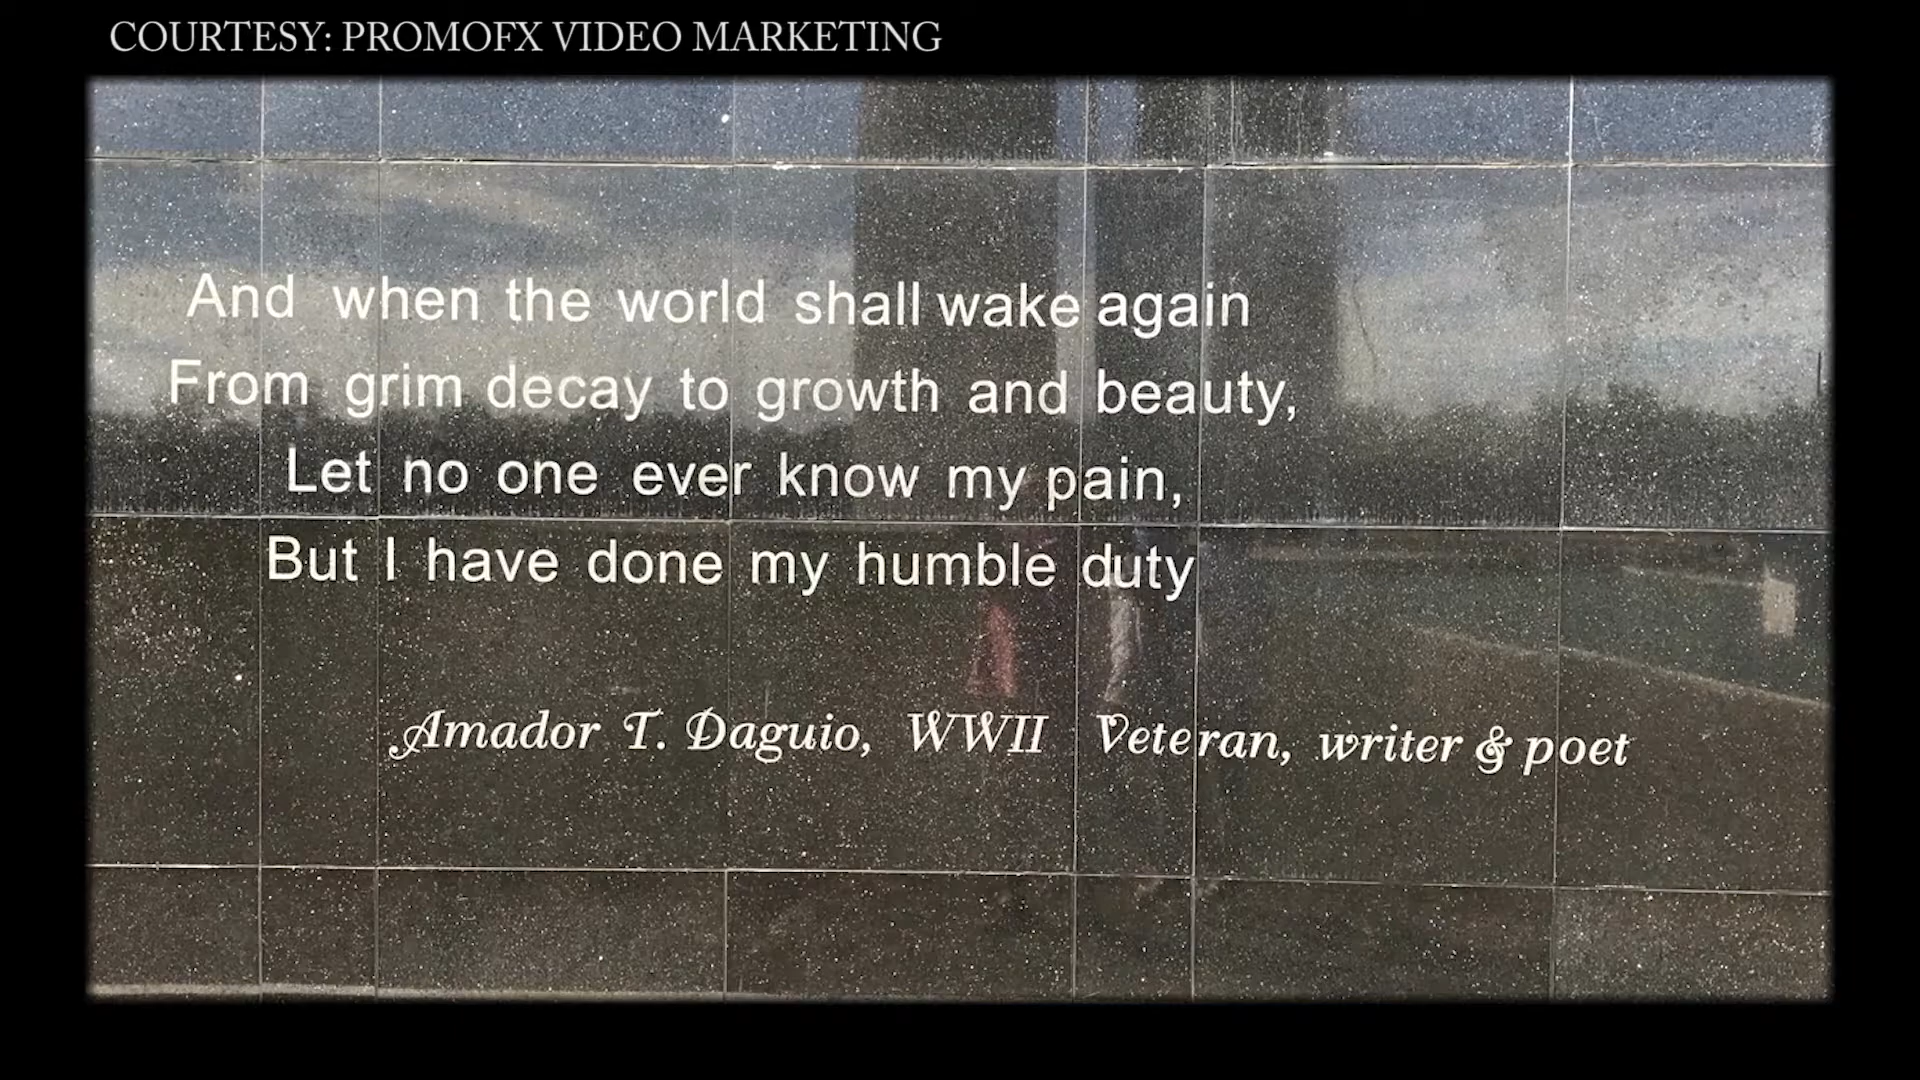 COURTESY: PROMOFX VIDEO MARKETING
And when the world shall wake again
From grim decay to growth and beauty,
Let no one ever know my pain,
But I have done my humble duty
Amador T. Daguio, WWII Veteran, writer & poet